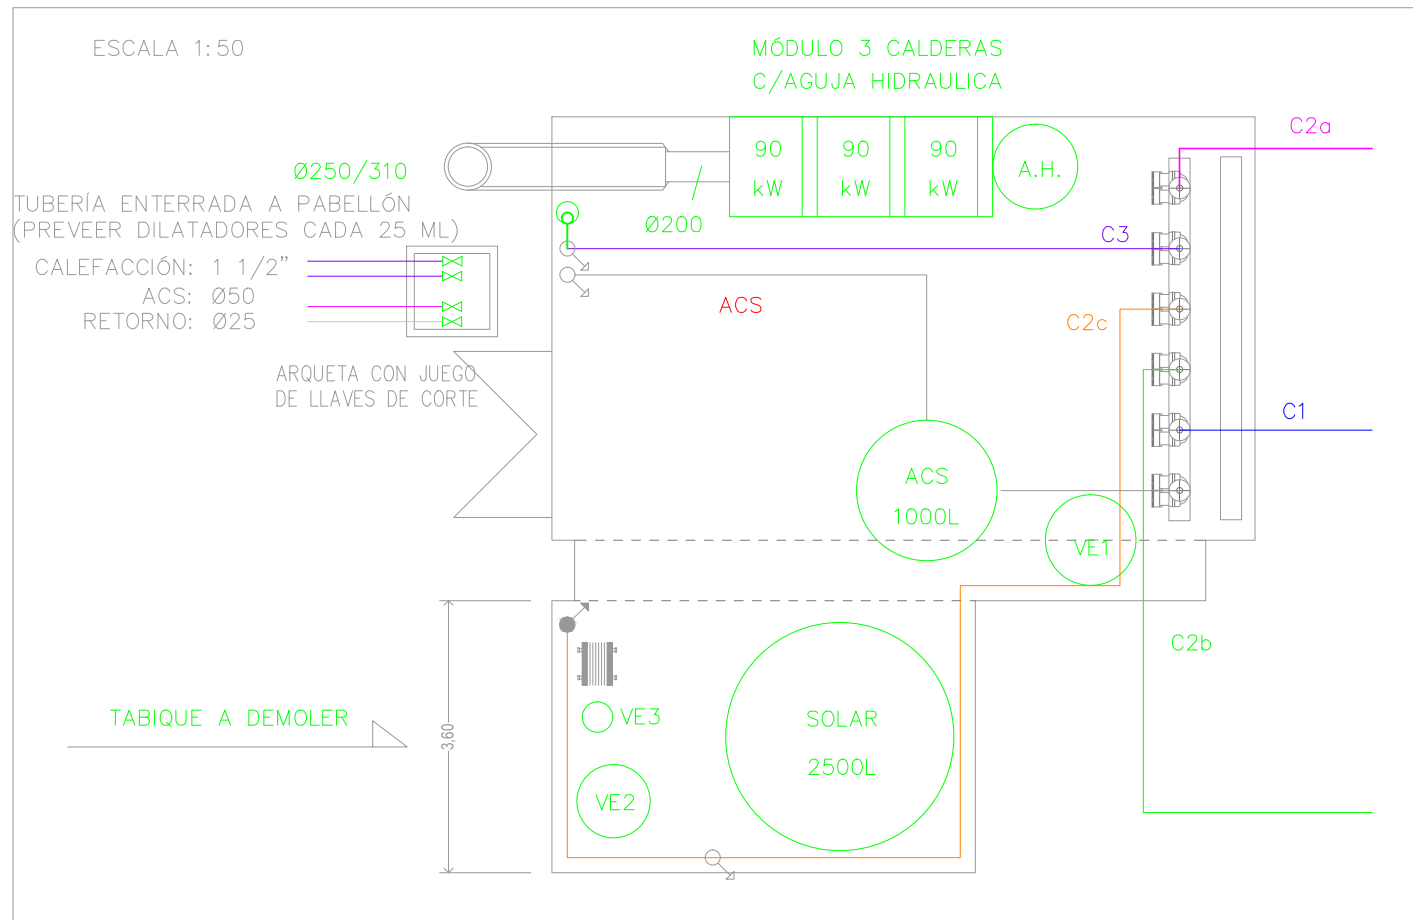 ESCALA 1:50
MÓDULO 3 CALDERAS
C/AGUJA HIDRAULICA
C2a
90
kW
90
kW
90
kW
A.H.
Ø250/310
Ø200
TUBERÍA ENTERRADA A PABELLÓN
(PREVEER DILATADORES CADA 25 ML)
CALEFACCIÓN: 1 1/2"
ACS: Ø50
RETORNO: Ø25
C3
ACS
C2c
ARQUETA CON JUEGO
DE LLAVES DE CORTE
C1
ACS
1000L
VE1
C2b
TABIQUE A DEMOLER
3,60
VE3
SOLAR
2500L
VE2